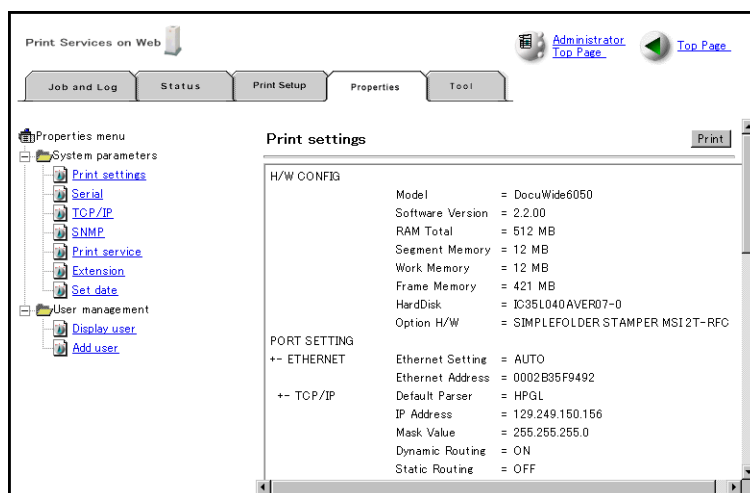 Print Services on Web
Administrator
Top Page
Top Page
Job and Log
Status
Print Setup
Properties
Tool
Properties menu
System parameters
Print settings
Serial
TCP/IP
SNMP
Print service
Extension
Set date
User management
Display user
Add user
Print settings
Print
H/W CONFIG
Model = DocuWide6050
Software Version = 2.2.00
RAM Total = 512 MB
Segment Memory = 12 MB
Work Memory = 12 MB
Frame Memory = 421 MB
HardDisk = IC35L040AVER07-0
Option H/W = SIMPLEFOLDER STAMPER MSI 2T-RFC
PORT SETTING
+- ETHERNET Ethernet Setting = AUTO
Ethernet Address = 0002B35F9492
+- TCP/IP Default Parser = HPGL
IP Address = 129.249.150.156
Mask Value = 255.255.255.0
Dynamic Routing = ON
Static Routing = OFF